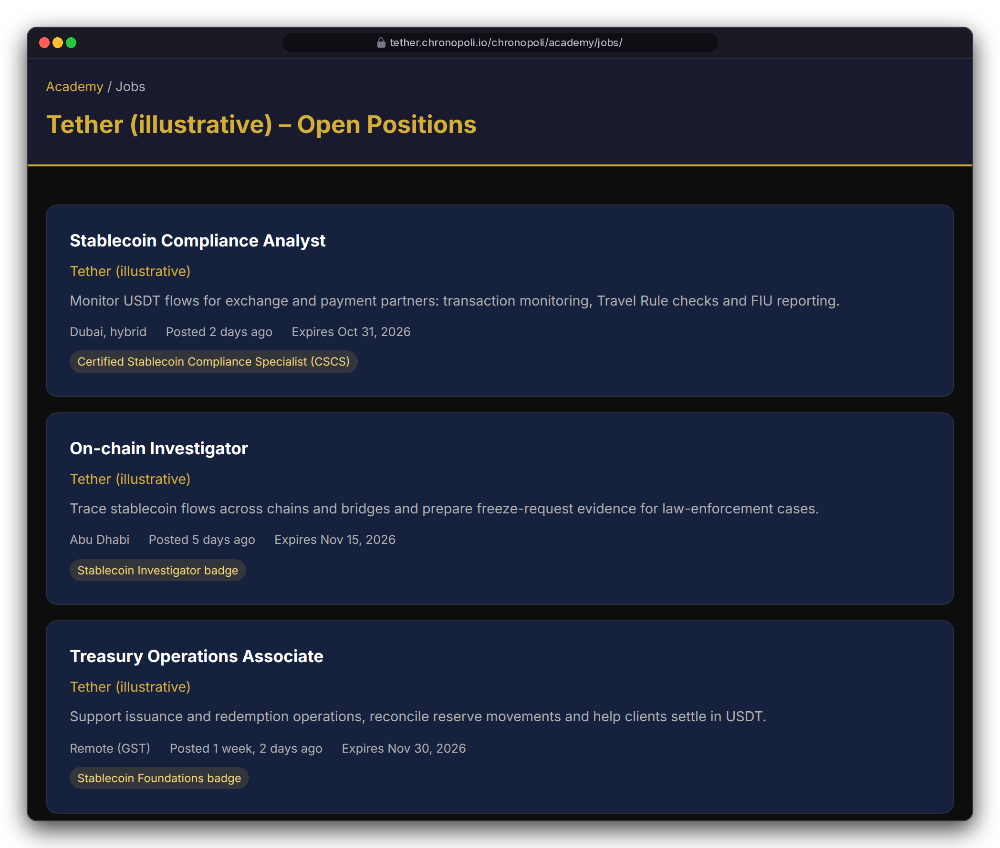 tether.chronopoli.io/chronopoli/academy/jobs/
Academy / Jobs
Tether (illustrative) – Open Positions
Stablecoin Compliance Analyst
Tether (illustrative)
Monitor USDT flows for exchange and payment partners: transaction monitoring, Travel Rule checks and FIU reporting.
Dubai, hybrid Posted 2 days ago Expires Oct 31, 2026
Certified Stablecoin Compliance Specialist (CSCS)
On-chain Investigator
Tether (illustrative)
Trace stablecoin flows across chains and bridges and prepare freeze-request evidence for law-enforcement cases.
Abu Dhabi Posted 5 days ago Expires Nov 15, 2026
Stablecoin Investigator badge
Treasury Operations Associate
Tether (illustrative)
Support issuance and redemption operations, reconcile reserve movements and help clients settle in USDT.
Remote (GST) Posted 1 week, 2 days ago Expires Nov 30, 2026
Stablecoin Foundations badge